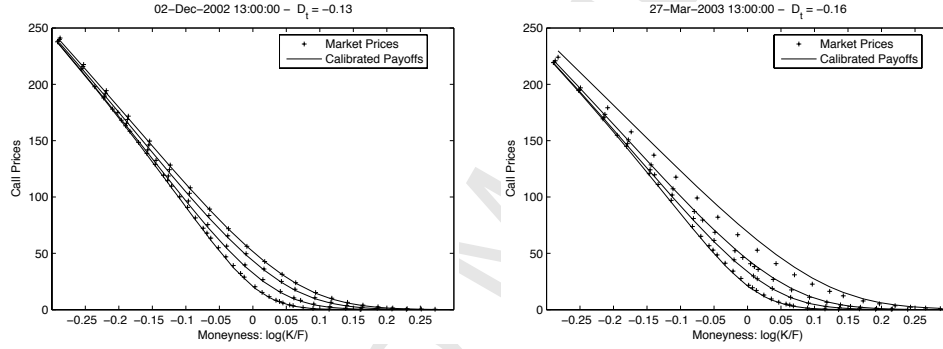 02-Dec-2002 13:00:00 - D_t = -0.13
250
200
150
100
50
0
Call Prices
Market Prices
Calibrated Payoffs
-0.25 -0.2 -0.15 -0.1 -0.05 0 0.05 0.1 0.15 0.2 0.25
Moneyness: log(K/F)
27-Mar-2003 13:00:00 - D_t = -0.16
250
200
150
100
50
0
Call Prices
Market Prices
Calibrated Payoffs
-0.25 -0.2 -0.15 -0.1 -0.05 0 0.05 0.1 0.15 0.2 0.25
Moneyness: log(K/F)